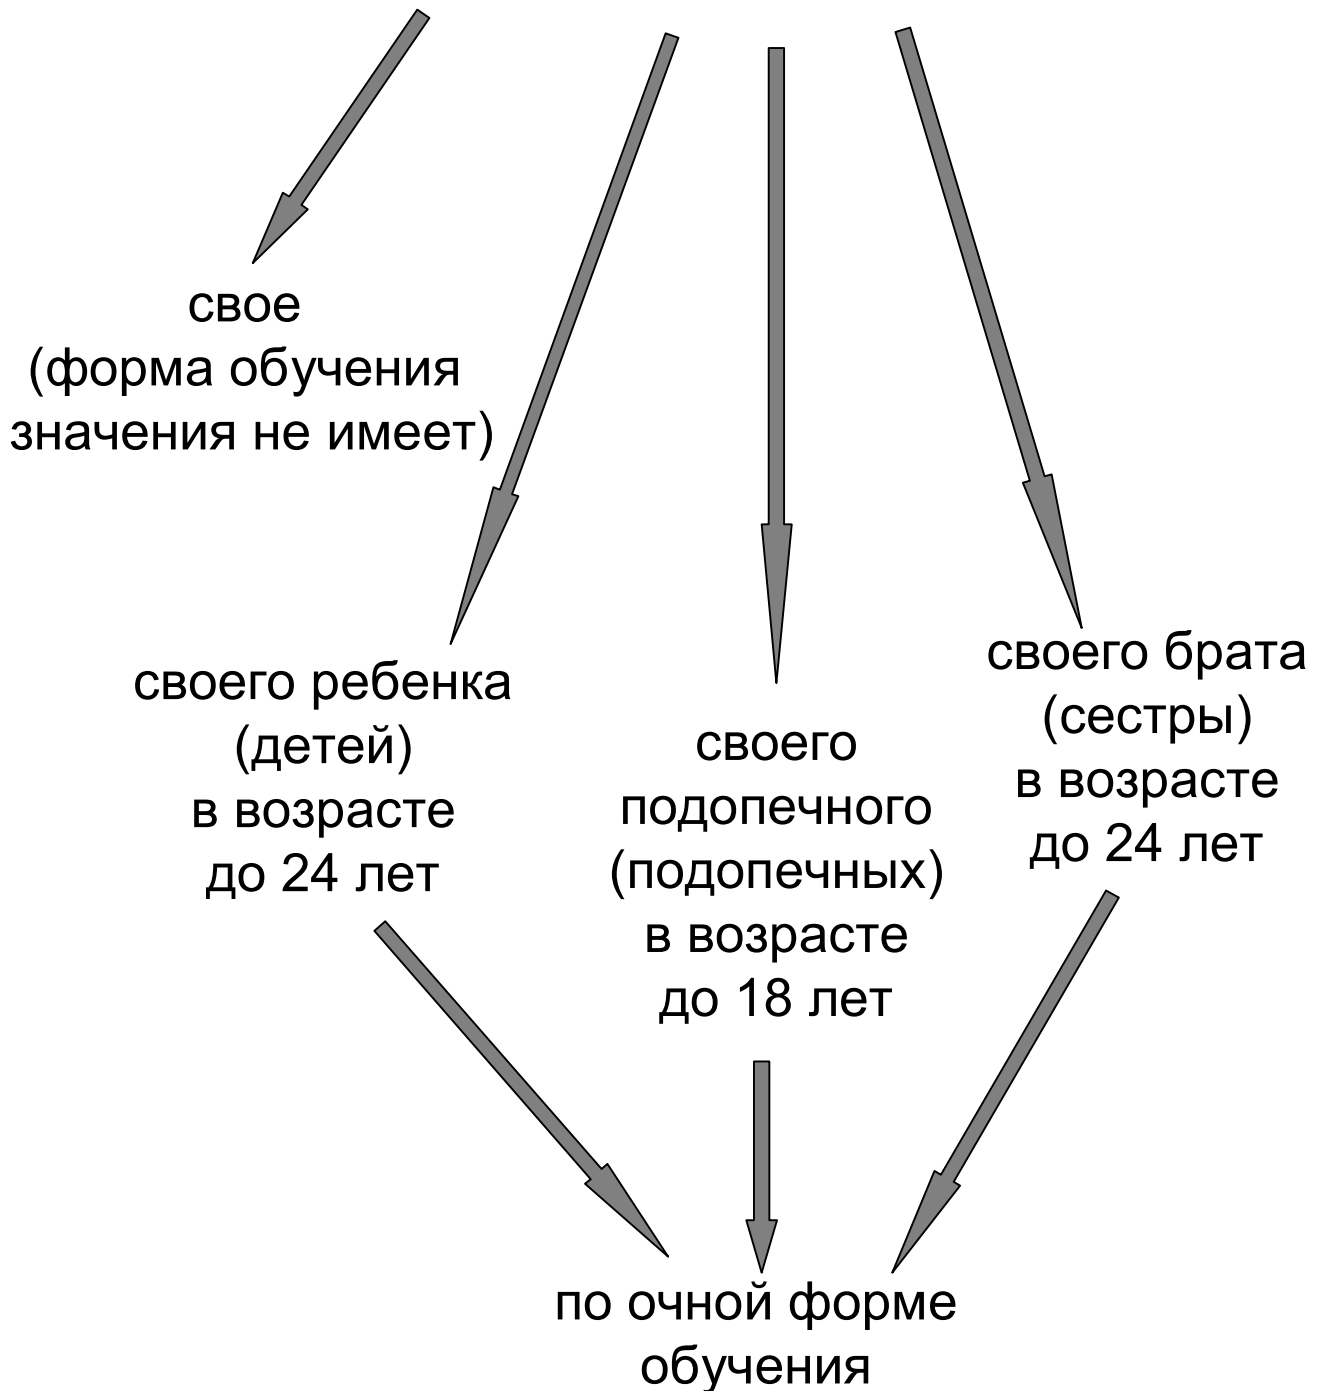 свое
(форма обучения
значения не имеет)
своего ребенка
(детей)
в возрасте
до 24 лет
своего
подопечного
(подопечных)
в возрасте
до 18 лет
своего брата
(сестры)
в возрасте
до 24 лет
по очной форме
обучения